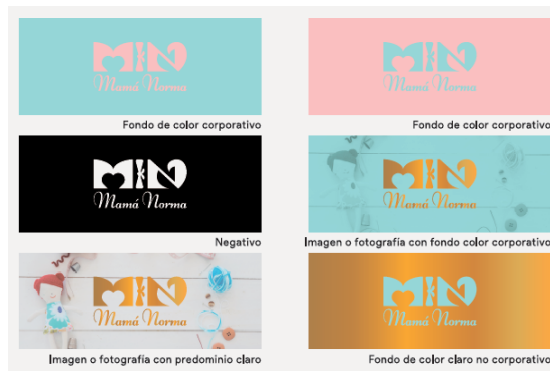 MN
Mamá Norma
Fondo de color corporativo
MN
Mamá Norma
Fondo de color corporativo
MN
Mamá Norma
Negativo
MN
Mamá Norma
Imagen o fotografía con fondo color corporativo
MN
Mamá Norma
Imagen o fotografía con predominio claro
MN
Mamá Norma
Fondo de color claro no corporativo